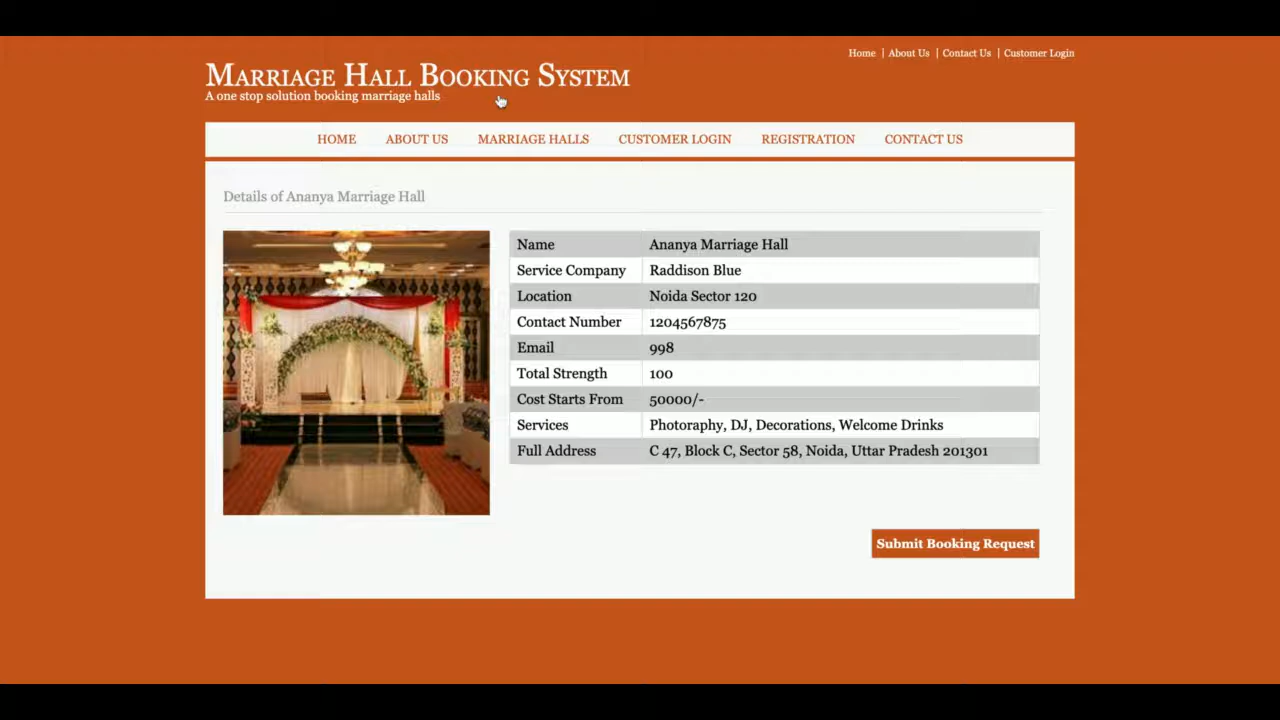 Home | About Us | Contact Us | Customer Login
Marriage Hall Booking System
A one stop solution booking marriage halls
HOME ABOUT US MARRIAGE HALLS CUSTOMER LOGIN REGISTRATION CONTACT US
Details of Ananya Marriage Hall
Name Ananya Marriage Hall
Service Company Raddison Blue
Location Noida Sector 120
Contact Number 1204567875
Email 998
Total Strength 100
Cost Starts From 50000/-
Services Photoraphy, DJ, Decorations, Welcome Drinks
Full Address C 47, Block C, Sector 58, Noida, Uttar Pradesh 201301
Submit Booking Request